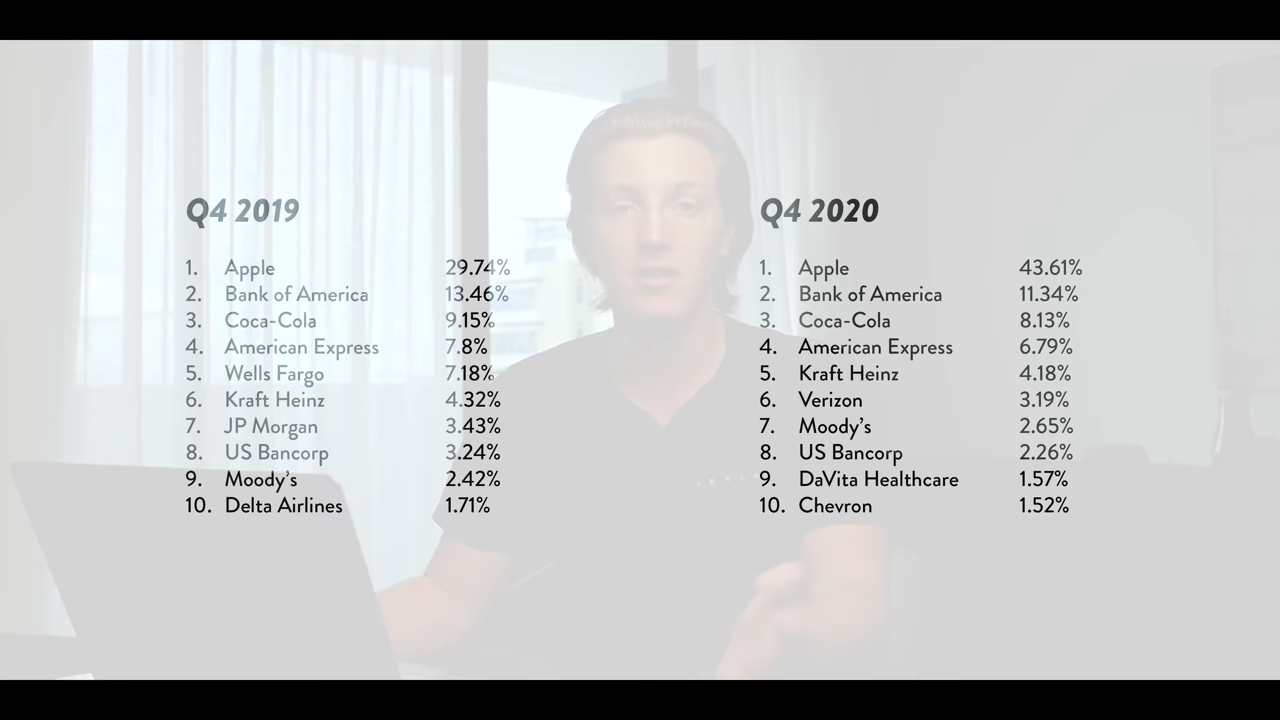 Q4 2019
1. Apple 29.74%
2. Bank of America 13.46%
3. Coca-Cola 9.15%
4. American Express 7.8%
5. Wells Fargo 7.18%
6. Kraft Heinz 4.32%
7. JP Morgan 3.43%
8. US Bancorp 3.24%
9. Moody's 2.42%
10. Delta Airlines 1.71%
Q4 2020
1. Apple 43.61%
2. Bank of America 11.34%
3. Coca-Cola 8.13%
4. American Express 6.79%
5. Kraft Heinz 4.18%
6. Verizon 3.19%
7. Moody's 2.65%
8. US Bancorp 2.26%
9. DaVita Healthcare 1.57%
10. Chevron 1.52%